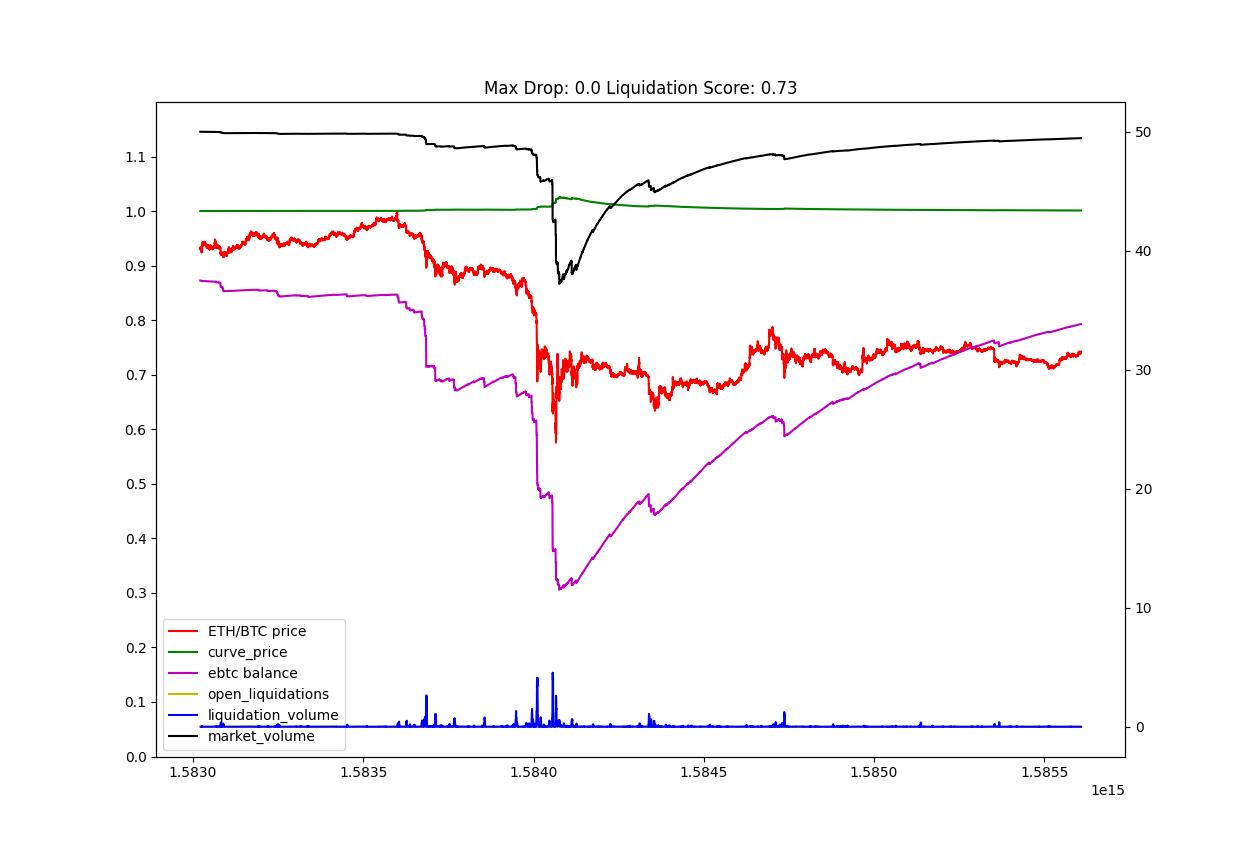 Max Drop: 0.0 Liquidation Score: 0.73
1.1
1.0
0.9
0.8
0.7
0.6
0.5
0.4
0.3
0.2
0.1
0.0
50
40
30
20
10
0
ETH/BTC price
curve_price
ebtc balance
open_liquidations
liquidation_volume
market_volume
1.5830 1.5835 1.5840 1.5845 1.5850 1.5855
1e15